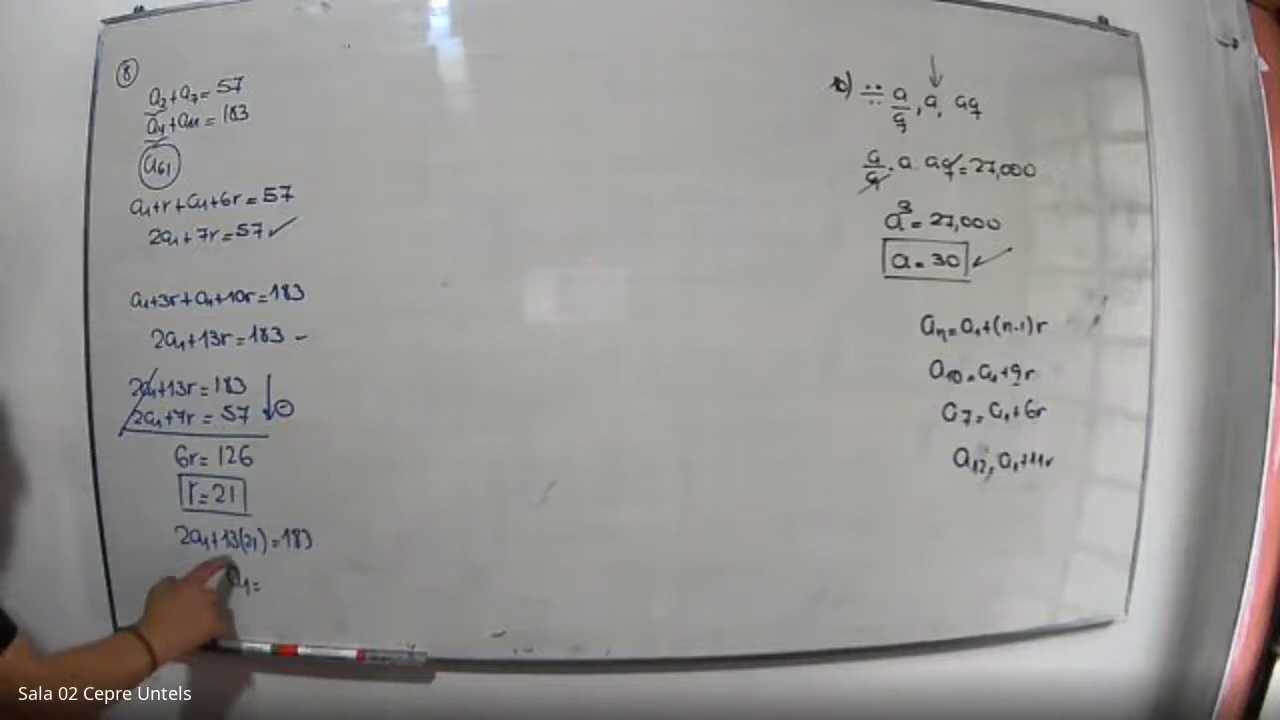 8
a₂+a₇=57
a₄+a₁₁=183
a₆₁
a₁+r+a₁+6r=57
2a₁+7r=57 ✓
a₁+3r+a₁+10r=183
2a₁+13r=183 –
2a₁+13r=183
2a₁+7r=57 ↓⊖
6r=126
r=21
2a₁+13(21)=183
a₁=
10) ∺ a/q, a, aq
a/q . a . aq = 27,000
a³=27,000
a=30 ✓
aₙ=a₁+(n-1)r
a₁₀=a₁+9r
a₇=a₁+6r
a₁₂=a₁+11r
Sala 02 Cepre Untels